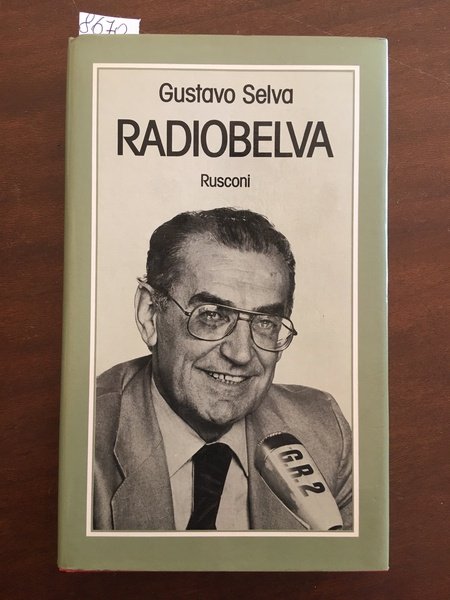 8670
Gustavo Selva
RADIOBELVA
Rusconi
G.R.2